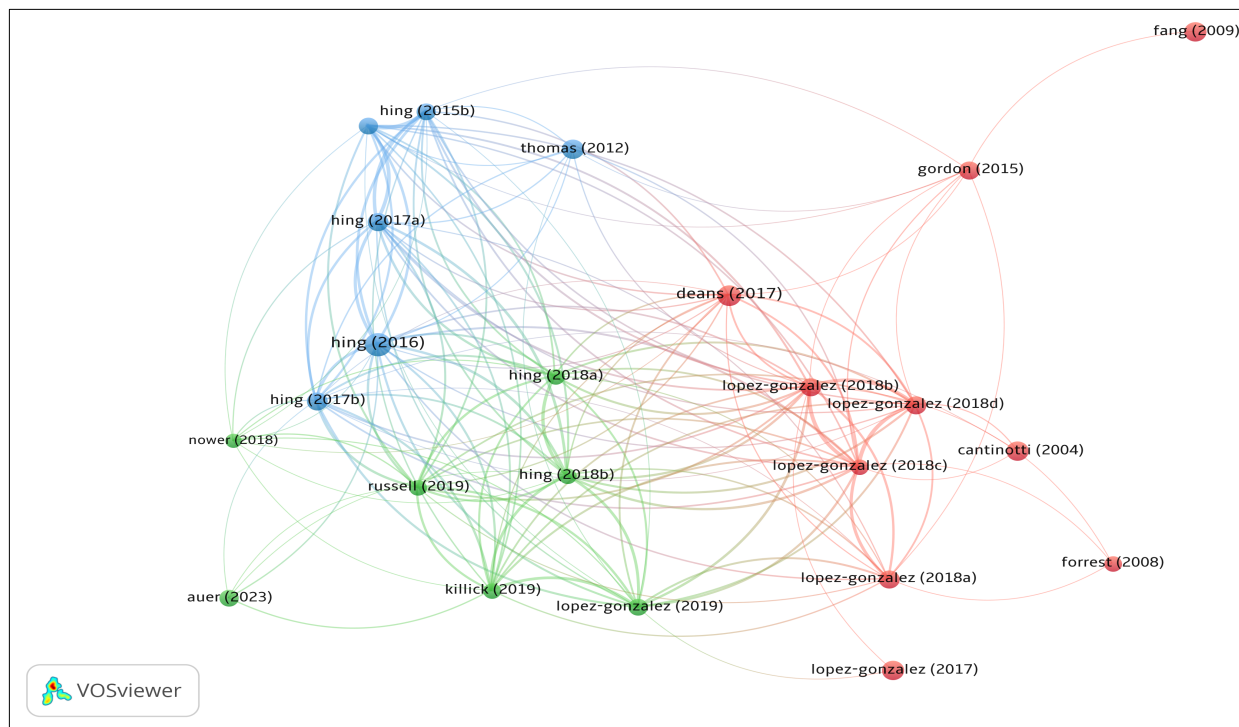 fang (2009)
hing (2015b)
thomas (2012)
gordon (2015)
hing (2017a)
deans (2017)
hing (2016)
hing (2018a)
lopez-gonzalez (2018b)
hing (2017b)
lopez-gonzalez (2018d)
nower (2018)
cantinotti (2004)
lopez-gonzalez (2018c)
hing (2018b)
russell (2019)
forrest (2008)
lopez-gonzalez (2018a)
killick (2019)
auer (2023)
lopez-gonzalez (2019)
lopez-gonzalez (2017)
VOSviewer